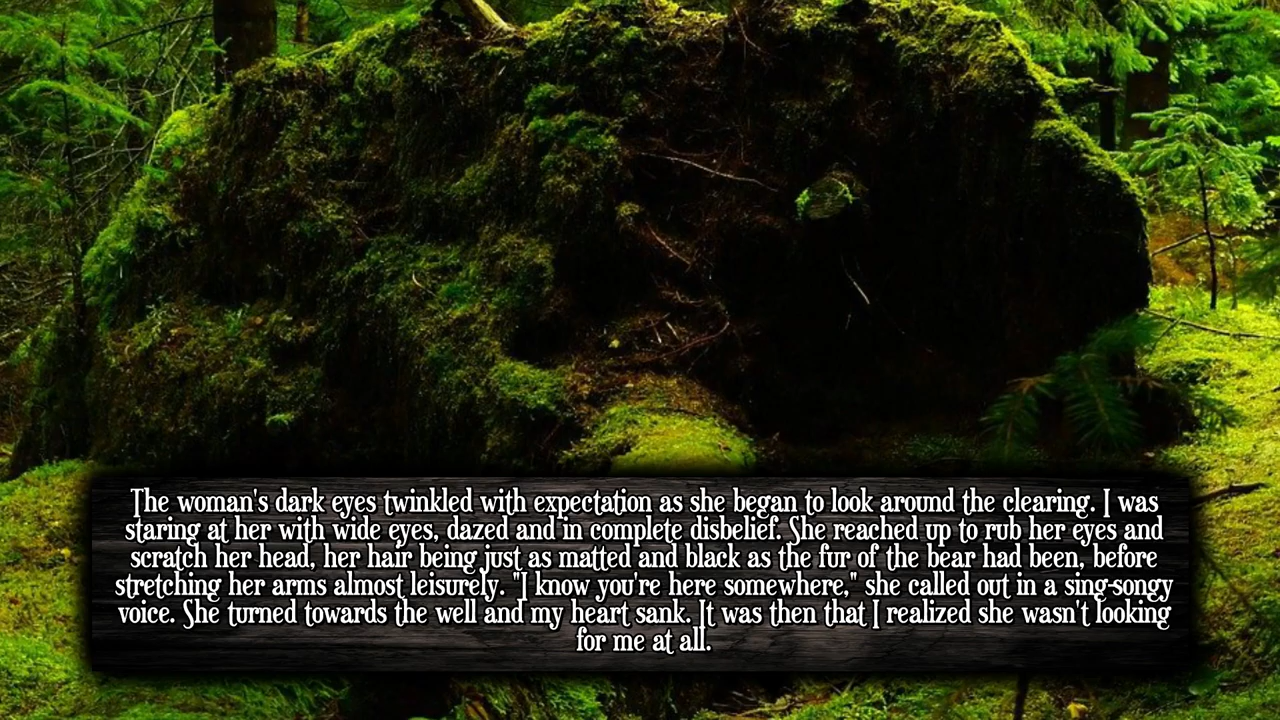 The woman's dark eyes twinkled with expectation as she began to look around the clearing. I was
staring at her with wide eyes, dazed and in complete disbelief. She reached up to rub her eyes and
scratch her head, her hair being just as matted and black as the fur of the bear had been, before
stretching her arms almost leisurely. "I know you're here somewhere," she called out in a sing-songy
voice. She turned towards the well and my heart sank. It was then that I realized she wasn't looking
for me at all.